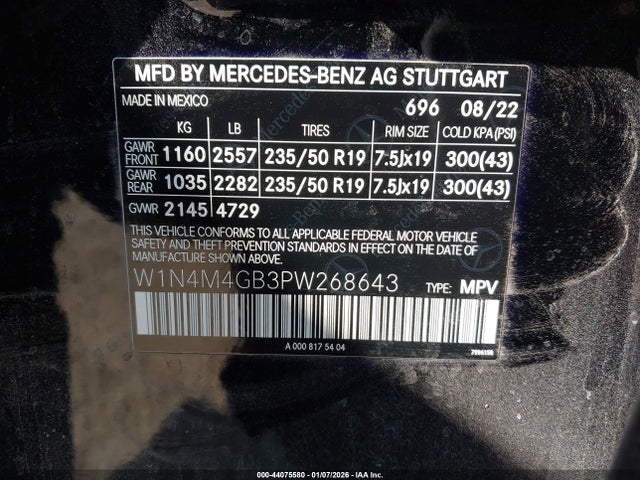 MFD BY MERCEDES-BENZ AG STUTTGART
MADE IN MEXICO 696 08/22
KG LB TIRES RIM SIZE COLD KPA(PSI)
GAWR FRONT 1160 2557 235/50 R19 7.5Jx19 300(43)
GAWR REAR 1035 2282 235/50 R19 7.5Jx19 300(43)
GVWR 2145 4729
THIS VEHICLE CONFORMS TO ALL APPLICABLE FEDERAL MOTOR VEHICLE
SAFETY AND THEFT PREVENTION STANDARDS IN EFFECT ON THE DATE
OF MANUFACTURE SHOWN ABOVE.
W1N4M4GB3PW268643 TYPE: MPV
A 000 817 54 04
000-44075580 - 01/07/2026 - IAAI.COM